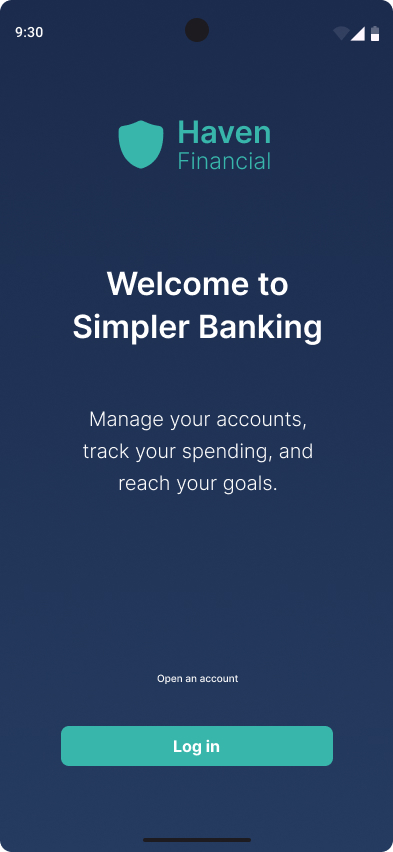 9:30
Haven
Financial
Welcome to
Simpler Banking
Manage your accounts,
track your spending, and
reach your goals.
Open an account
Log in